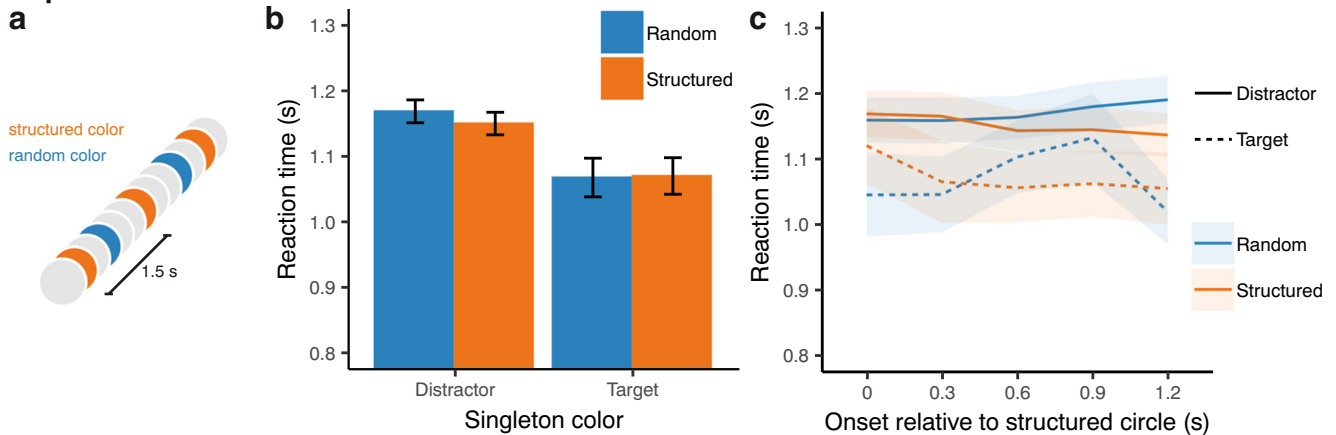 a
structured color
random color
1.5 s
b
1.3
1.2
1.1
1.0
0.9
0.8
Reaction time (s)
Random
Structured
Distractor
Target
Singleton color
c
1.3
1.2
1.1
1.0
0.9
0.8
Reaction time (s)
0
0.3
0.6
0.9
1.2
Onset relative to structured circle (s)
Distractor
Target
Random
Structured